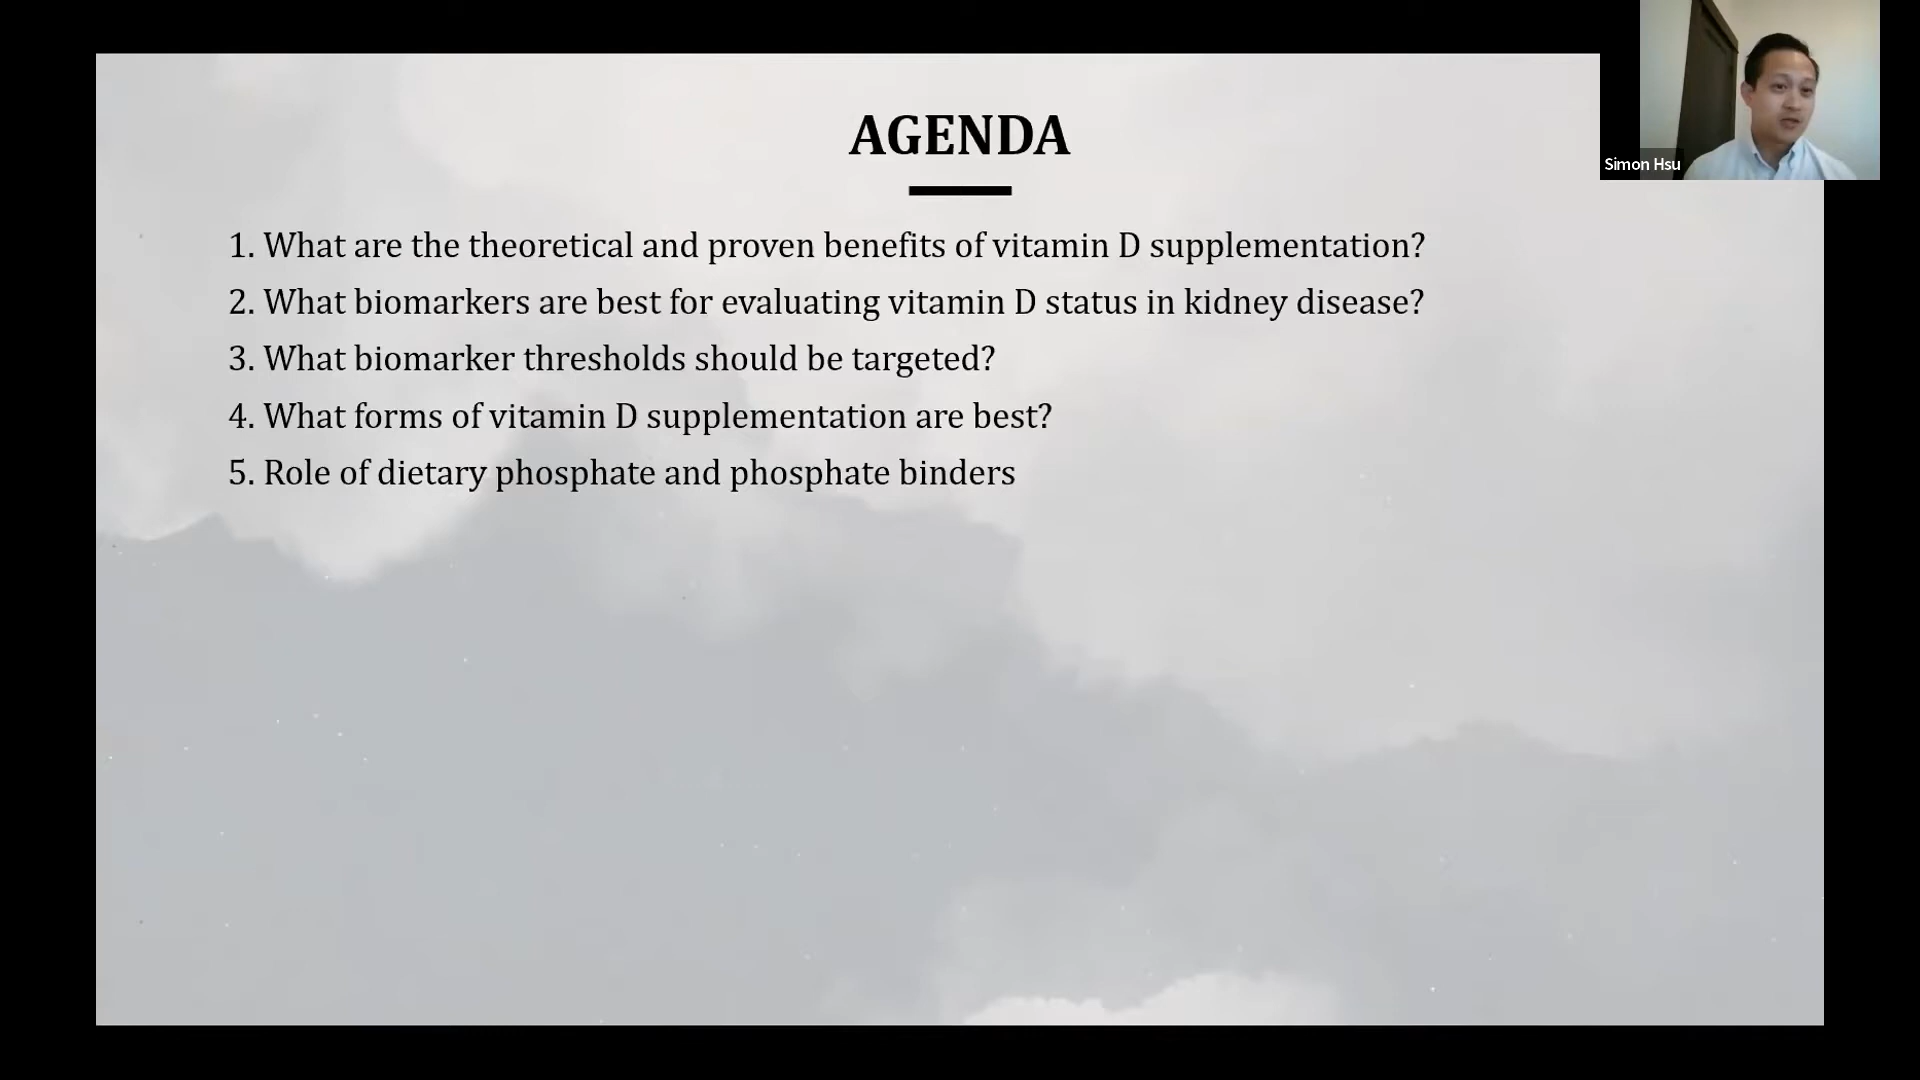 AGENDA
1. What are the theoretical and proven benefits of vitamin D supplementation?
2. What biomarkers are best for evaluating vitamin D status in kidney disease?
3. What biomarker thresholds should be targeted?
4. What forms of vitamin D supplementation are best?
5. Role of dietary phosphate and phosphate binders
Simon Hsu